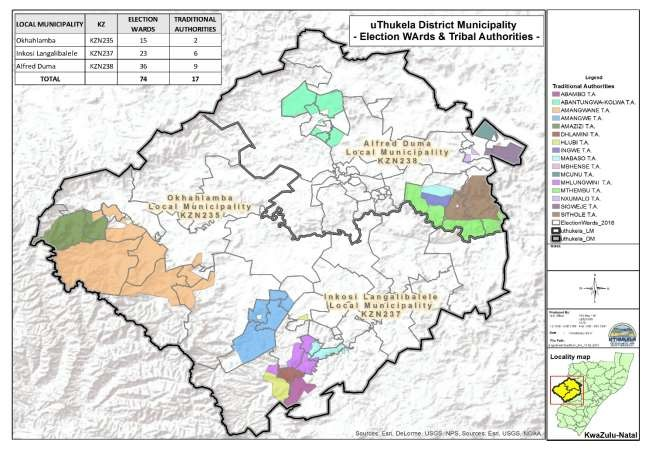 LOCAL MUNICIPALITY KZ ELECTION WARDS TRADITIONAL AUTHORITIES
Okhahlamba KZN235 15 2
Inkosi Langalibalele KZN237 23 6
Alfred Duma KZN238 36 9
TOTAL 74 17
uThukela District Municipality
- Election WArds & Tribal Authorities -
Alfred Duma
Local Municipality
KZN238
Okhahlamba
Local Municipality
KZN235
Inkosi Langalibalele
Local Municipality
KZN237
Sources: Esri, DeLorme, USGS, NPS, Sources: Esri, USGS, NOAA
Legend
Traditional Authorities
ABAMBO T.A.
ABANTUNGWA-KOLWA T.A.
AMANGWANE T.A.
AMANGWE T.A.
AMAZIZI T.A.
DHLAMINI T.A.
HLUBI T.A.
INGWE T.A.
MABASO T.A.
MBHENSE T.A.
MCUNU T.A.
MHLUNGWINI T.A.
MTHEMBU T.A.
NXUMALO T.A.
SIGWEJE T.A.
SITHOLE T.A.
ElectionWards_2016
uthukela_LM
uthukela_DM
Produced By:
UTHUKELA
Locality map
KwaZulu-Natal